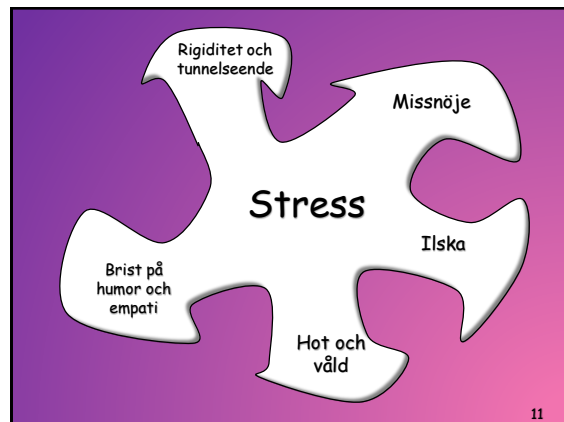 Rigiditet och
tunnelseende
Missnöje
Stress
Ilska
Brist på
humor och
empati
Hot och
våld
11